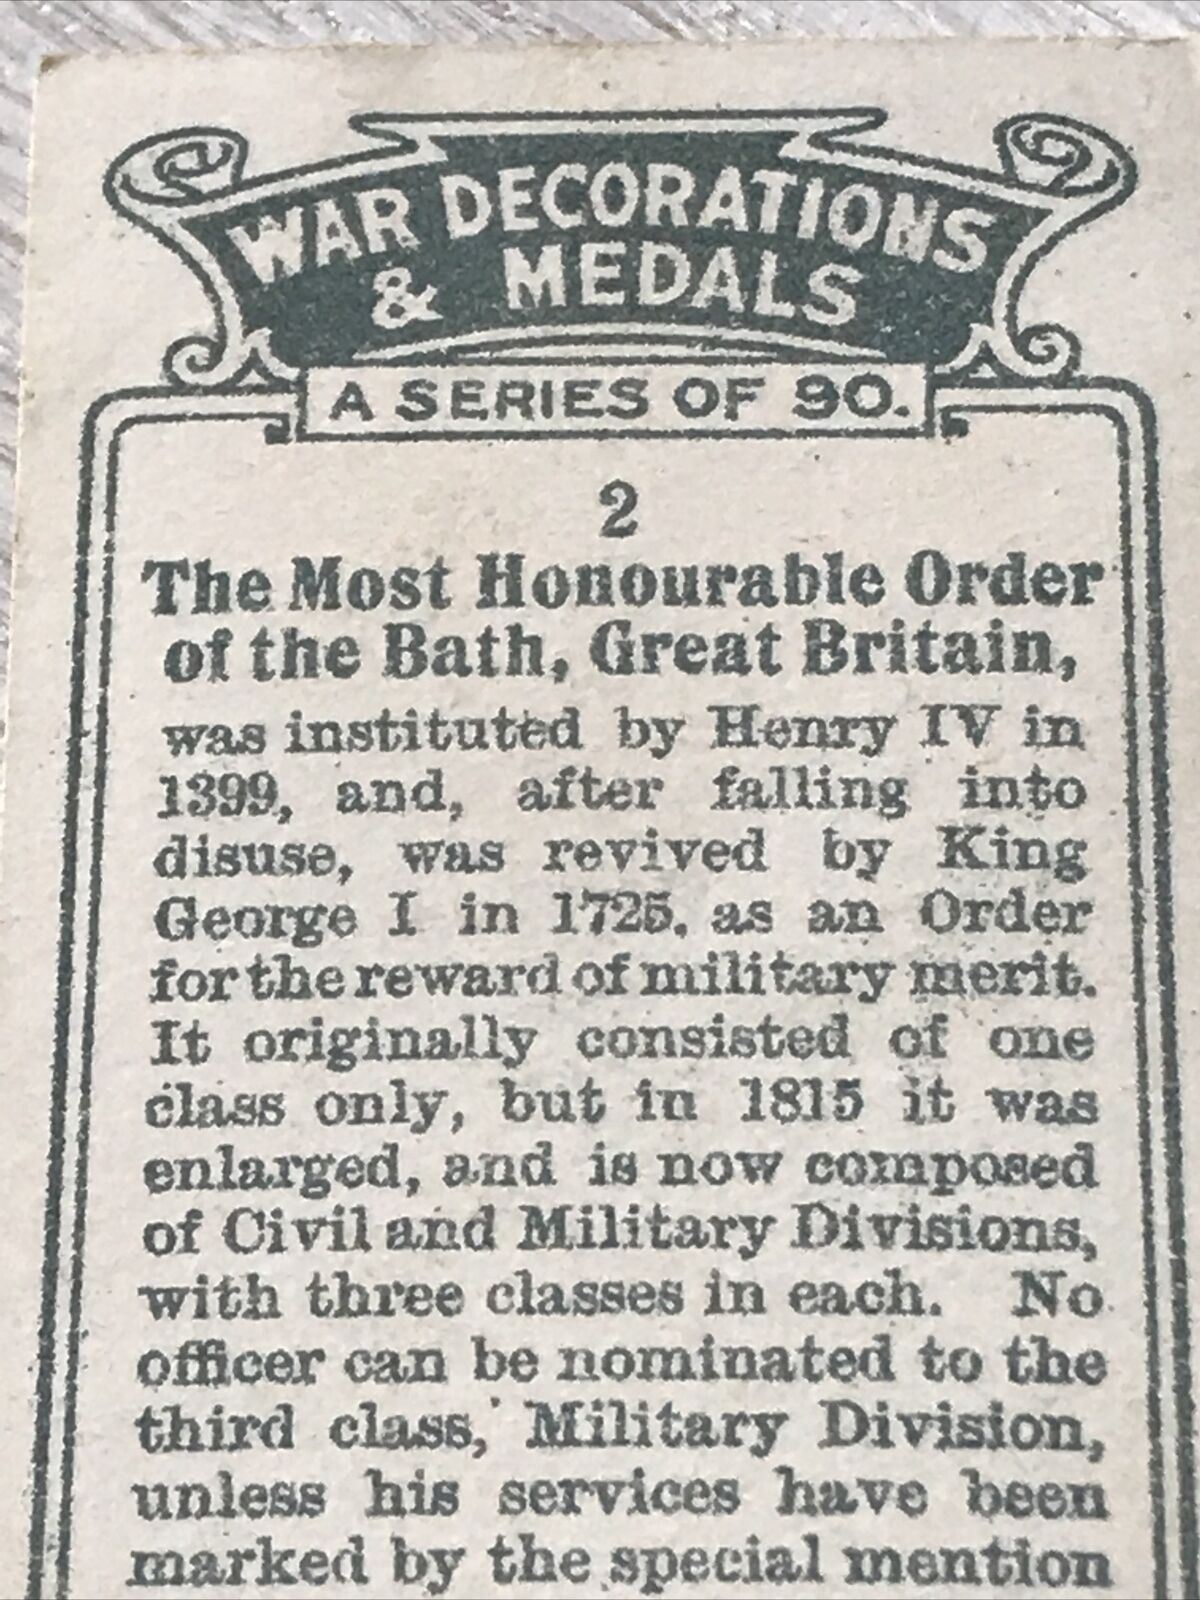 WAR DECORATIONS
& MEDALS
A SERIES OF 90.
2
The Most Honourable Order
of the Bath, Great Britain,
was instituted by Henry IV in
1399, and, after falling into
disuse, was revived by King
George I in 1725, as an Order
for the reward of military merit.
It originally consisted of one
class only, but in 1815 it was
enlarged, and is now composed
of Civil and Military Divisions,
with three classes in each. No
officer can be nominated to the
third class, Military Division,
unless his services have been
marked by the special mention